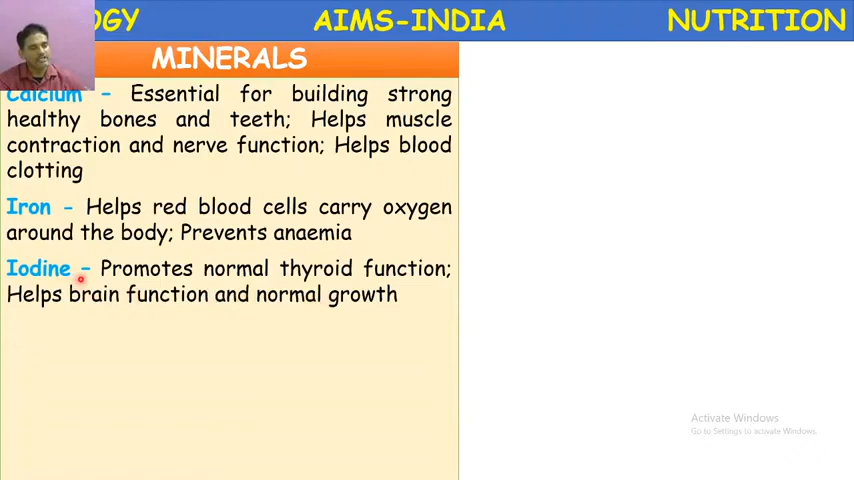 OGY AIMS-INDIA NUTRITION
MINERALS
Calcium – Essential for building strong
healthy bones and teeth; Helps muscle
contraction and nerve function; Helps blood
clotting
Iron – Helps red blood cells carry oxygen
around the body; Prevents anaemia
Iodine – Promotes normal thyroid function;
Helps brain function and normal growth
Activate Windows
Go to Settings to activate Windows.